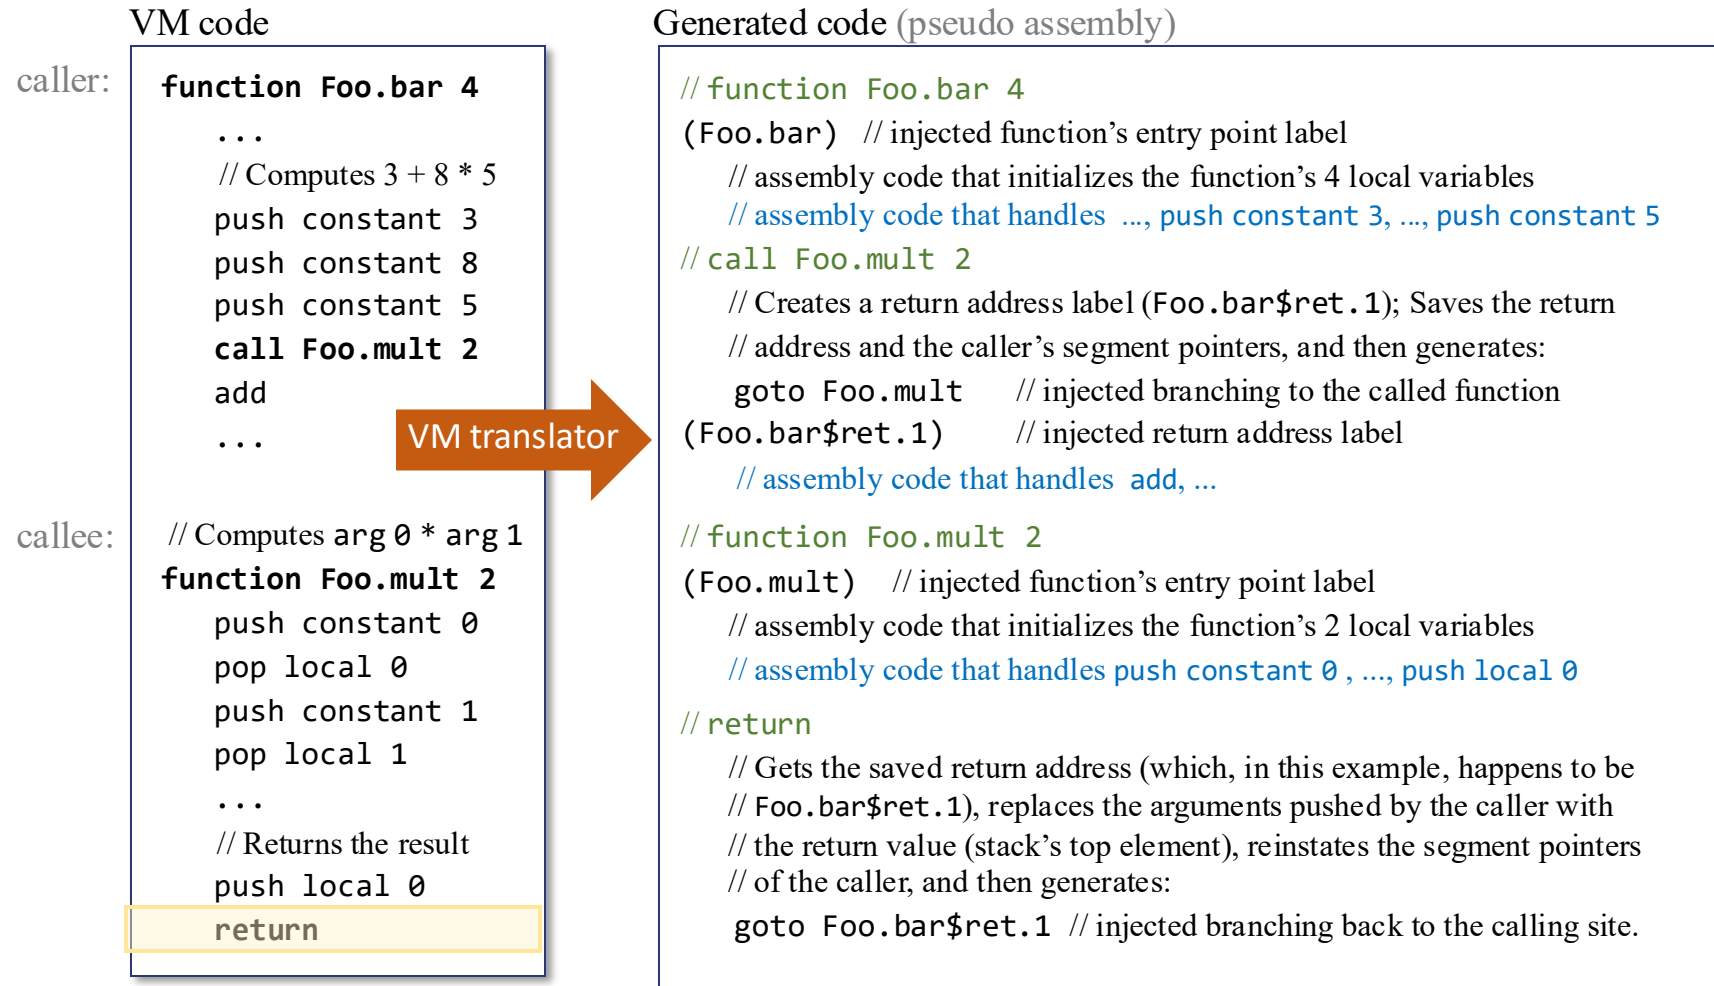 VM code
caller:
function Foo.bar 4
...
// Computes 3 + 8 * 5
push constant 3
push constant 8
push constant 5
call Foo.mult 2
add
...
callee:
// Computes arg 0 * arg 1
function Foo.mult 2
push constant 0
pop local 0
push constant 1
pop local 1
...
// Returns the result
push local 0
return
VM translator
Generated code (pseudo assembly)
// function Foo.bar 4
(Foo.bar) // injected function’s entry point label
// assembly code that initializes the function’s 4 local variables
// assembly code that handles ..., push constant 3, ..., push constant 5
// call Foo.mult 2
// Creates a return address label (Foo.bar$ret.1); Saves the return
// address and the caller’s segment pointers, and then generates:
goto Foo.mult // injected branching to the called function
(Foo.bar$ret.1) // injected return address label
// assembly code that handles add, ...
// function Foo.mult 2
(Foo.mult) // injected function’s entry point label
// assembly code that initializes the function’s 2 local variables
// assembly code that handles push constant 0 , ..., push local 0
// return
// Gets the saved return address (which, in this example, happens to be
// Foo.bar$ret.1), replaces the arguments pushed by the caller with
// the return value (stack’s top element), reinstates the segment pointers
// of the caller, and then generates:
goto Foo.bar$ret.1 // injected branching back to the calling site.